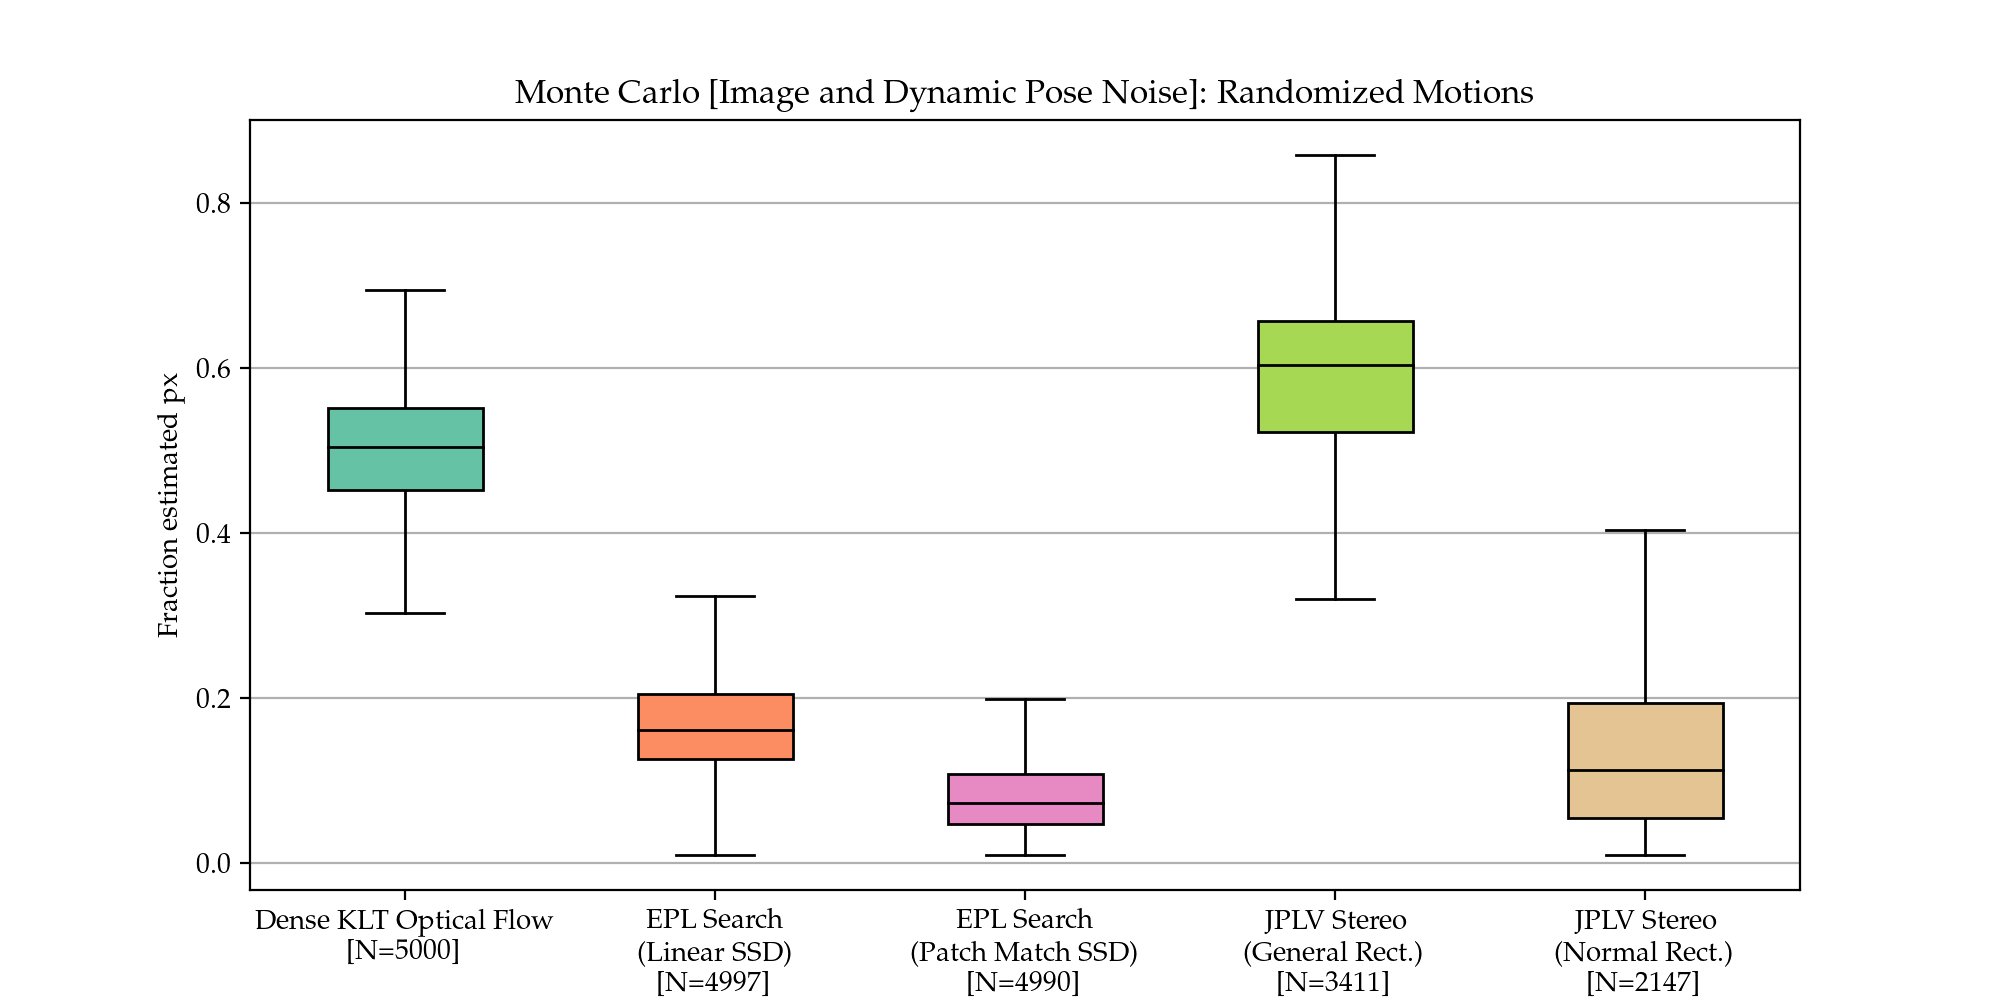 Monte Carlo [Image and Dynamic Pose Noise]: Randomized Motions
Fraction estimated px
0.8
0.6
0.4
0.2
0.0
Dense KLT Optical Flow
[N=5000]
EPL Search
(Linear SSD)
[N=4997]
EPL Search
(Patch Match SSD)
[N=4990]
JPLV Stereo
(General Rect.)
[N=3411]
JPLV Stereo
(Normal Rect.)
[N=2147]